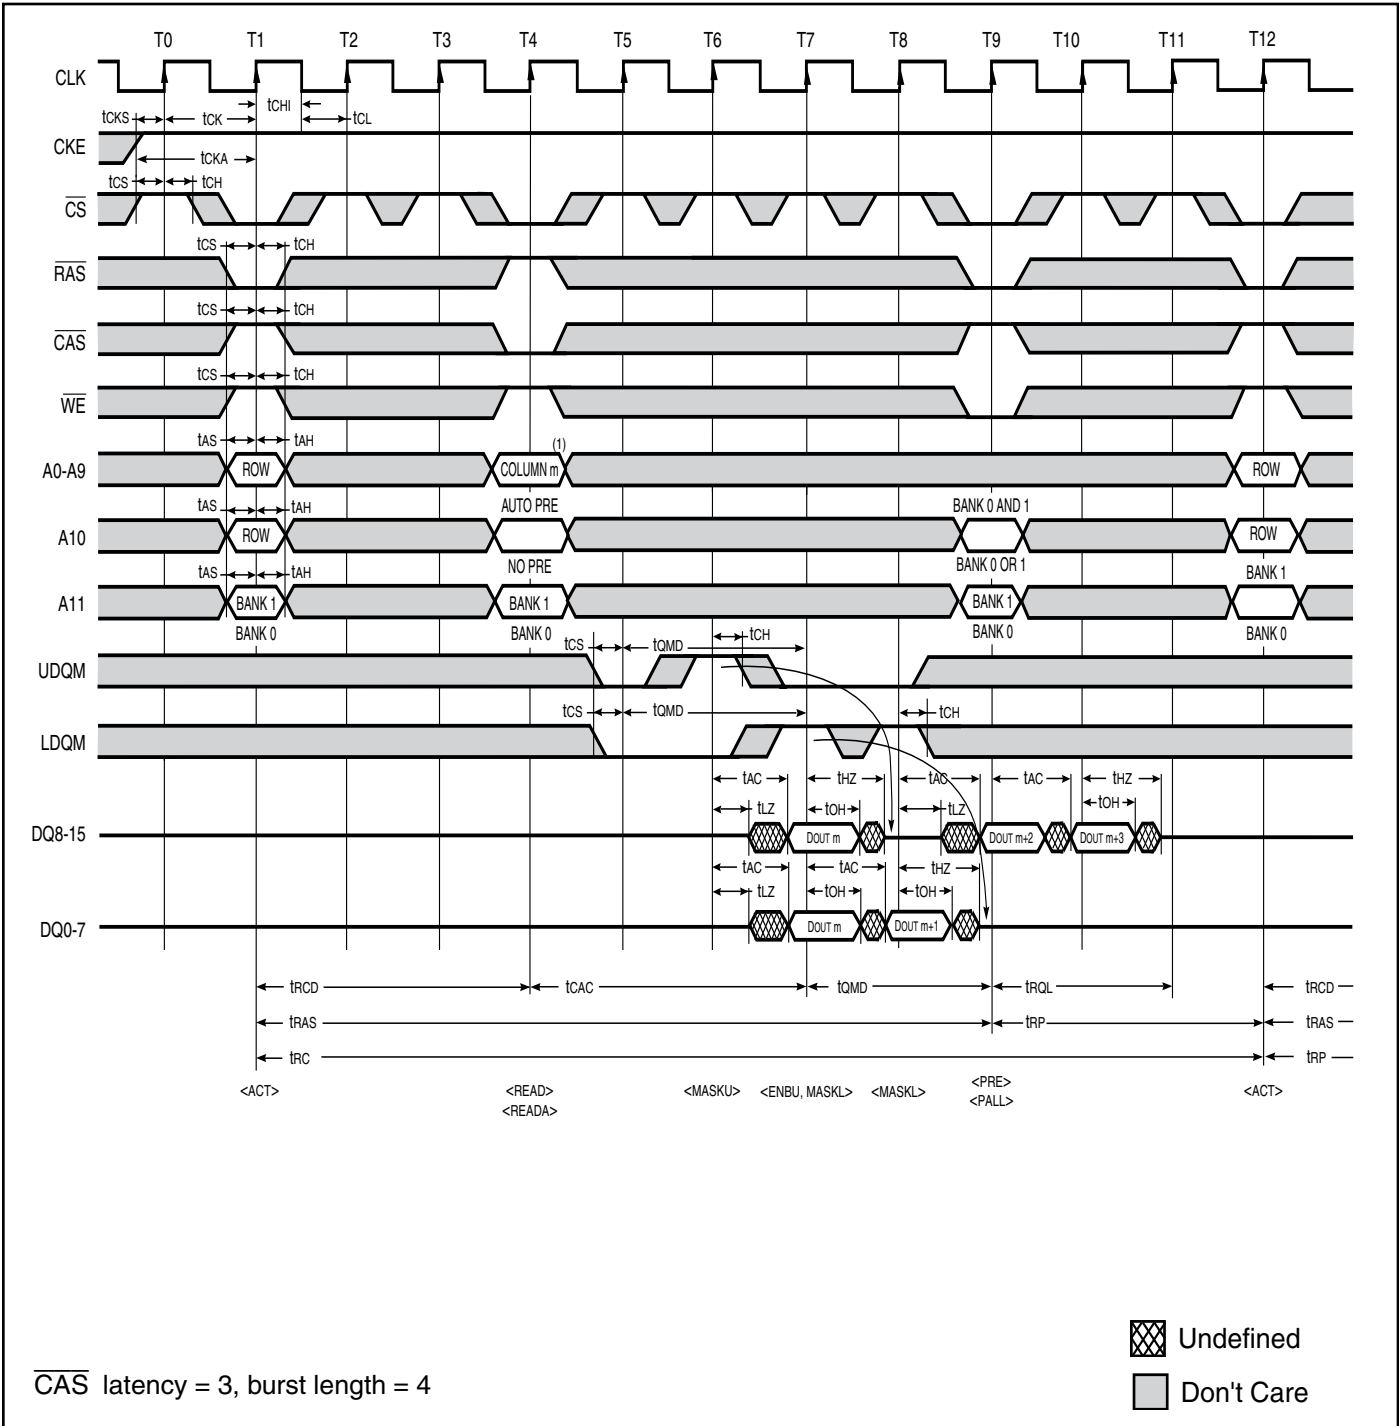 T0 T1 T2 T3 T4 T5 T6 T7 T8 T9 T10 T11 T12
CLK
tCHI
tCKS tCK tCL
CKE
tCKA
tCS tCH
CS
tCS tCH
RAS
tCS tCH
CAS
tCS tCH
WE
tAS tAH (1)
A0-A9 ROW COLUMN m ROW
tAS tAH AUTO PRE BANK 0 AND 1
A10 ROW ROW
NO PRE BANK 0 OR 1 BANK 1
tAS tAH
A11 BANK 1 BANK 1 BANK 1
BANK 0 BANK 0 BANK 0 BANK 0
tCS tQMD tCH
UDQM
tCS tQMD tCH
LDQM
tAC tHZ tAC tAC tHZ
tLZ tOH tLZ tOH
DQ8-15 DOUT m DOUT m+2 DOUT m+3
tAC tAC tHZ
tLZ tOH tOH
DQ0-7 DOUT m DOUT m+1
tRCD tCAC tQMD tRQL tRCD
tRAS tRP tRAS
tRC tRP
<ACT> <READ> <MASKU> <ENBU, MASKL> <MASKL> <PRE> <ACT>
<READA> <PALL>
Undefined
CAS latency = 3, burst length = 4
Don't Care